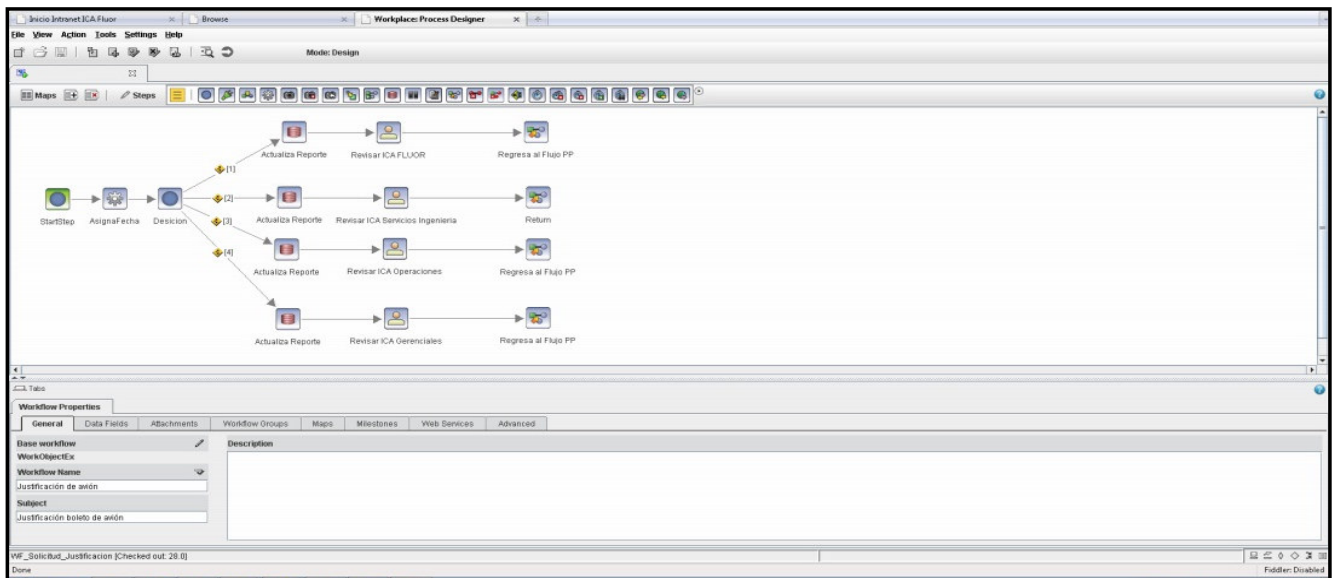 Inicio Intranet ICA Fluor
Browse
Workplace: Process Designer
File View Action Tools Settings Help
Mode: Design
Maps
Steps
Actualiza Reporte
Revisar ICA FLUOR
Regresa al Flujo PP
[1]
[2]
StartStep
AsignaFecha
Desicion
[3]
Actualiza Reporte
Revisar ICA Servicios Ingenieria
Return
[4]
Actualiza Reporte
Revisar ICA Operaciones
Regresa al Flujo PP
Actualiza Reporte
Revisar ICA Gerenciales
Regresa al Flujo PP
Tabs
Workflow Properties
General Data Fields Attachments Workflow Groups Maps Milestones Web Services Advanced
Base workflow
Description
WorkObjectEx
Workflow Name
Justificación de avión
Subject
Justificación boleto de avión
WF_Solicitud_Justificacion [Checked out: 28.0]
Done
Fiddler: Disabled